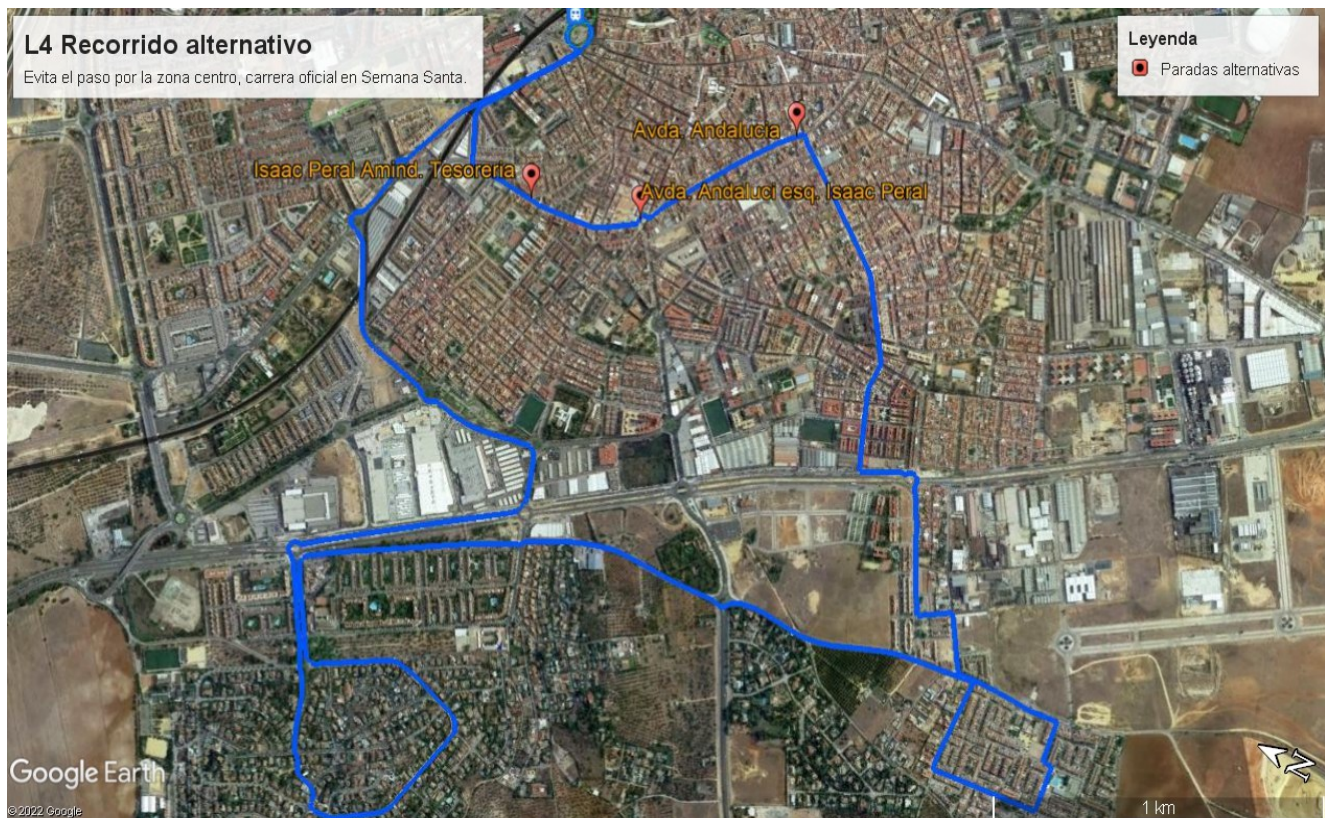 L4 Recorrido alternativo
Evita el paso por la zona centro, carrera oficial en Semana Santa.
Leyenda
Paradas alternativas
Avda. Andalucia
Isaac Peral Amind. Tesoreria
Avda. Andaluci esq. Isaac Peral
Google Earth
©2022 Google
1 km
N